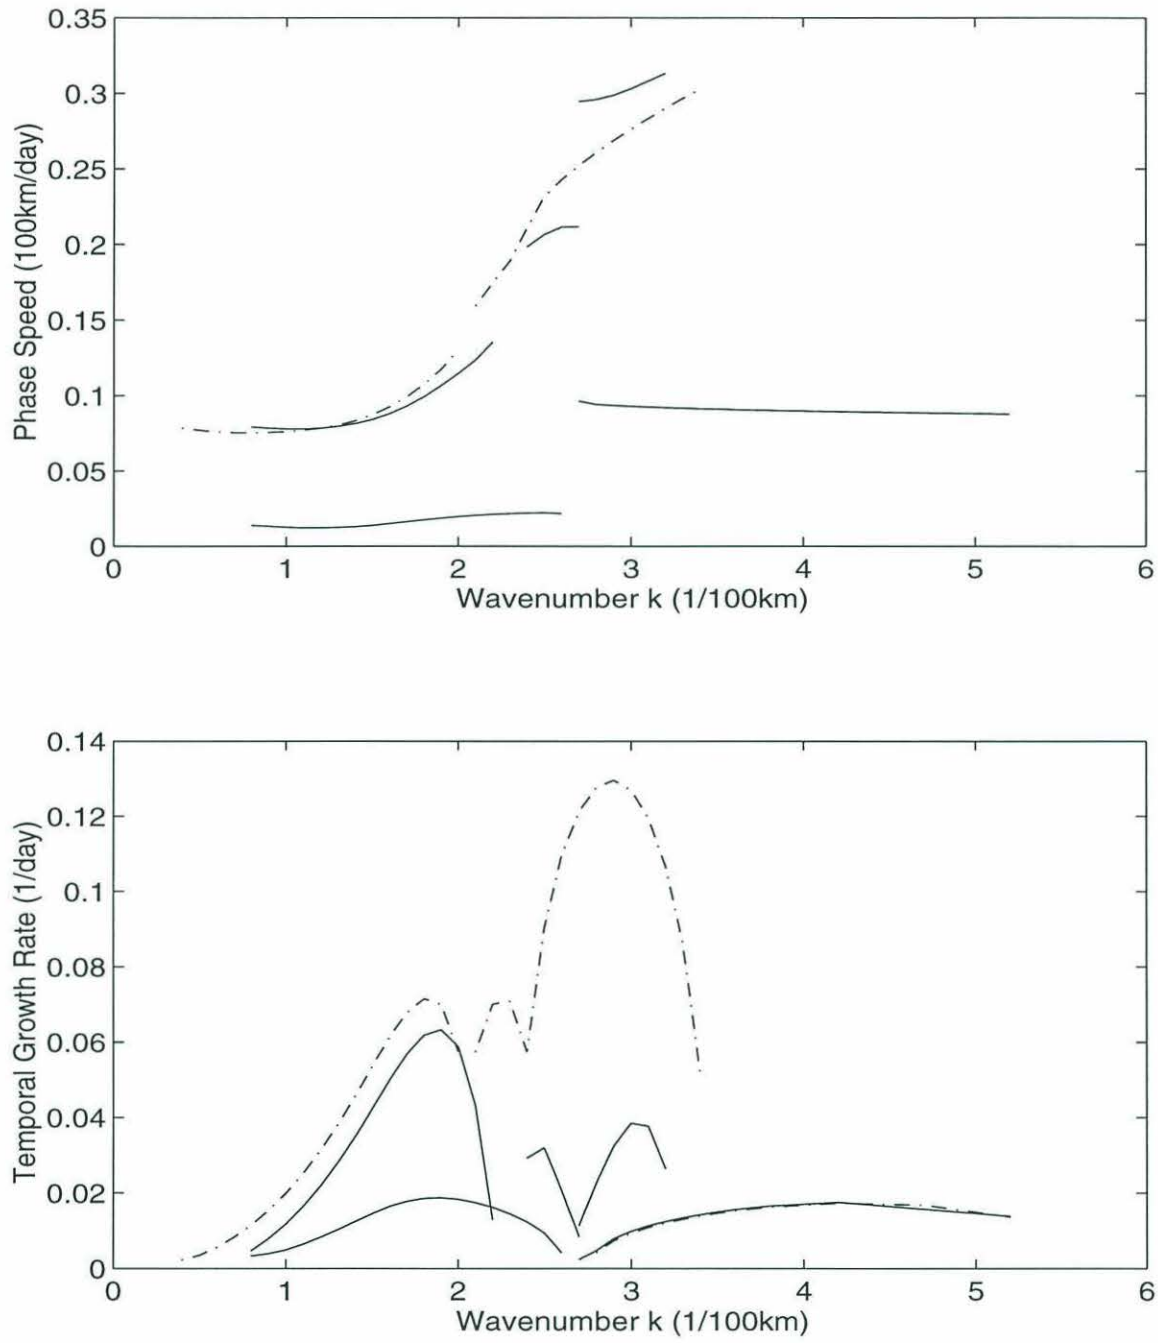 0.35
0.3
0.25
0.2
0.15
0.1
0.05
0
Phase Speed (100km/day)
0 1 2 3 4 5 6
Wavenumber k (1/100km)
0.14
0.12
0.1
0.08
0.06
0.04
0.02
0
Temporal Growth Rate (1/day)
0 1 2 3 4 5 6
Wavenumber k (1/100km)